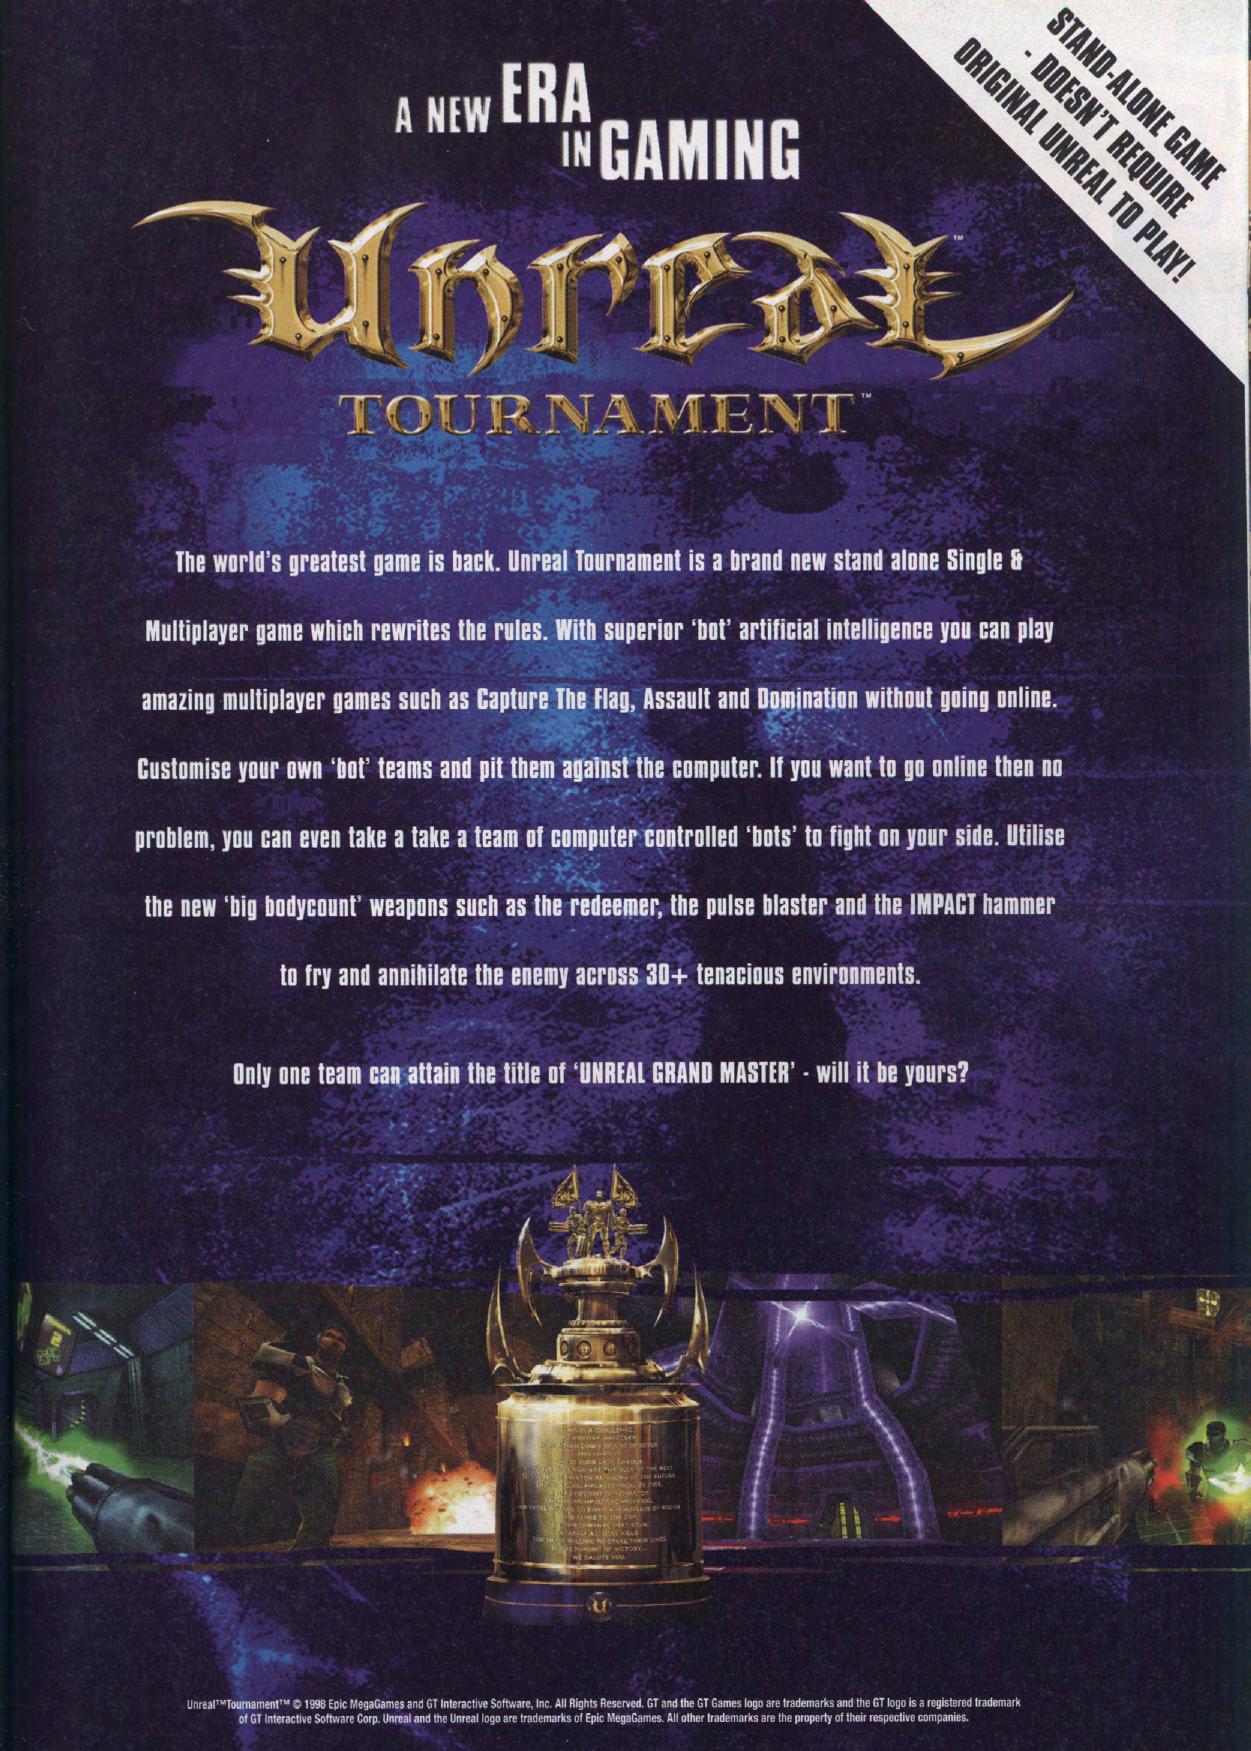 A NEW ERA
IN GAMING
STAND-ALONE GAME
- DOESN'T REQUIRE
ORIGINAL UNREAL TO PLAY!
Unreal™
TOURNAMENT™
The world's greatest game is back. Unreal Tournament is a brand new stand alone Single &
Multiplayer game which rewrites the rules. With superior 'bot' artificial intelligence you can play
amazing multiplayer games such as Capture The Flag, Assault and Domination without going online.
Customise your own 'bot' teams and pit them against the computer. If you want to go online then no
problem, you can even take a take a team of computer controlled 'bots' to fight on your side. Utilise
the new 'big bodycount' weapons such as the redeemer, the pulse blaster and the IMPACT hammer
to fry and annihilate the enemy across 30+ tenacious environments.
Only one team can attain the title of 'UNREAL GRAND MASTER' - will it be yours?
THIS IS A CHALLENGE
WE SALUTE YOU.
Unreal™Tournament™ © 1998 Epic MegaGames and GT Interactive Software, Inc. All Rights Reserved. GT and the GT Games logo are trademarks and the GT logo is a registered trademark
of GT Interactive Software Corp. Unreal and the Unreal logo are trademarks of Epic MegaGames. All other trademarks are the property of their respective companies.